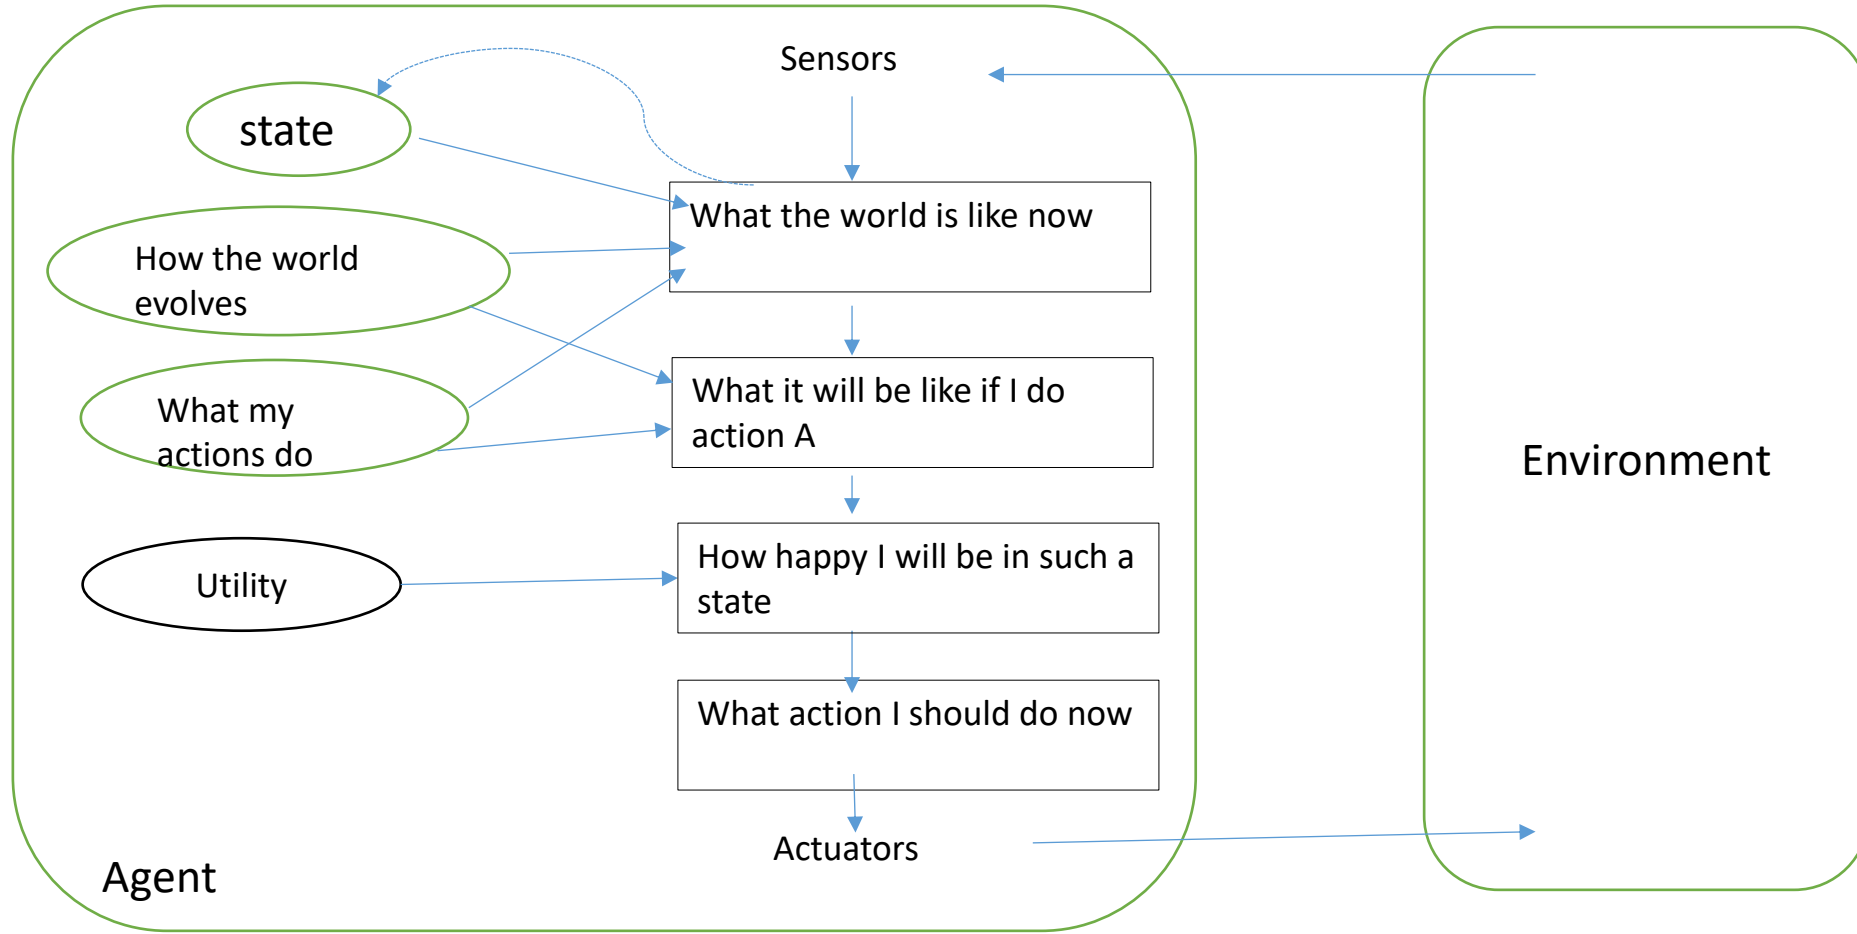 Sensors
state
What the world is like now
How the world
evolves
What it will be like if I do
action A
What my
actions do
Environment
How happy I will be in such a
state
Utility
What action I should do now
Actuators
Agent